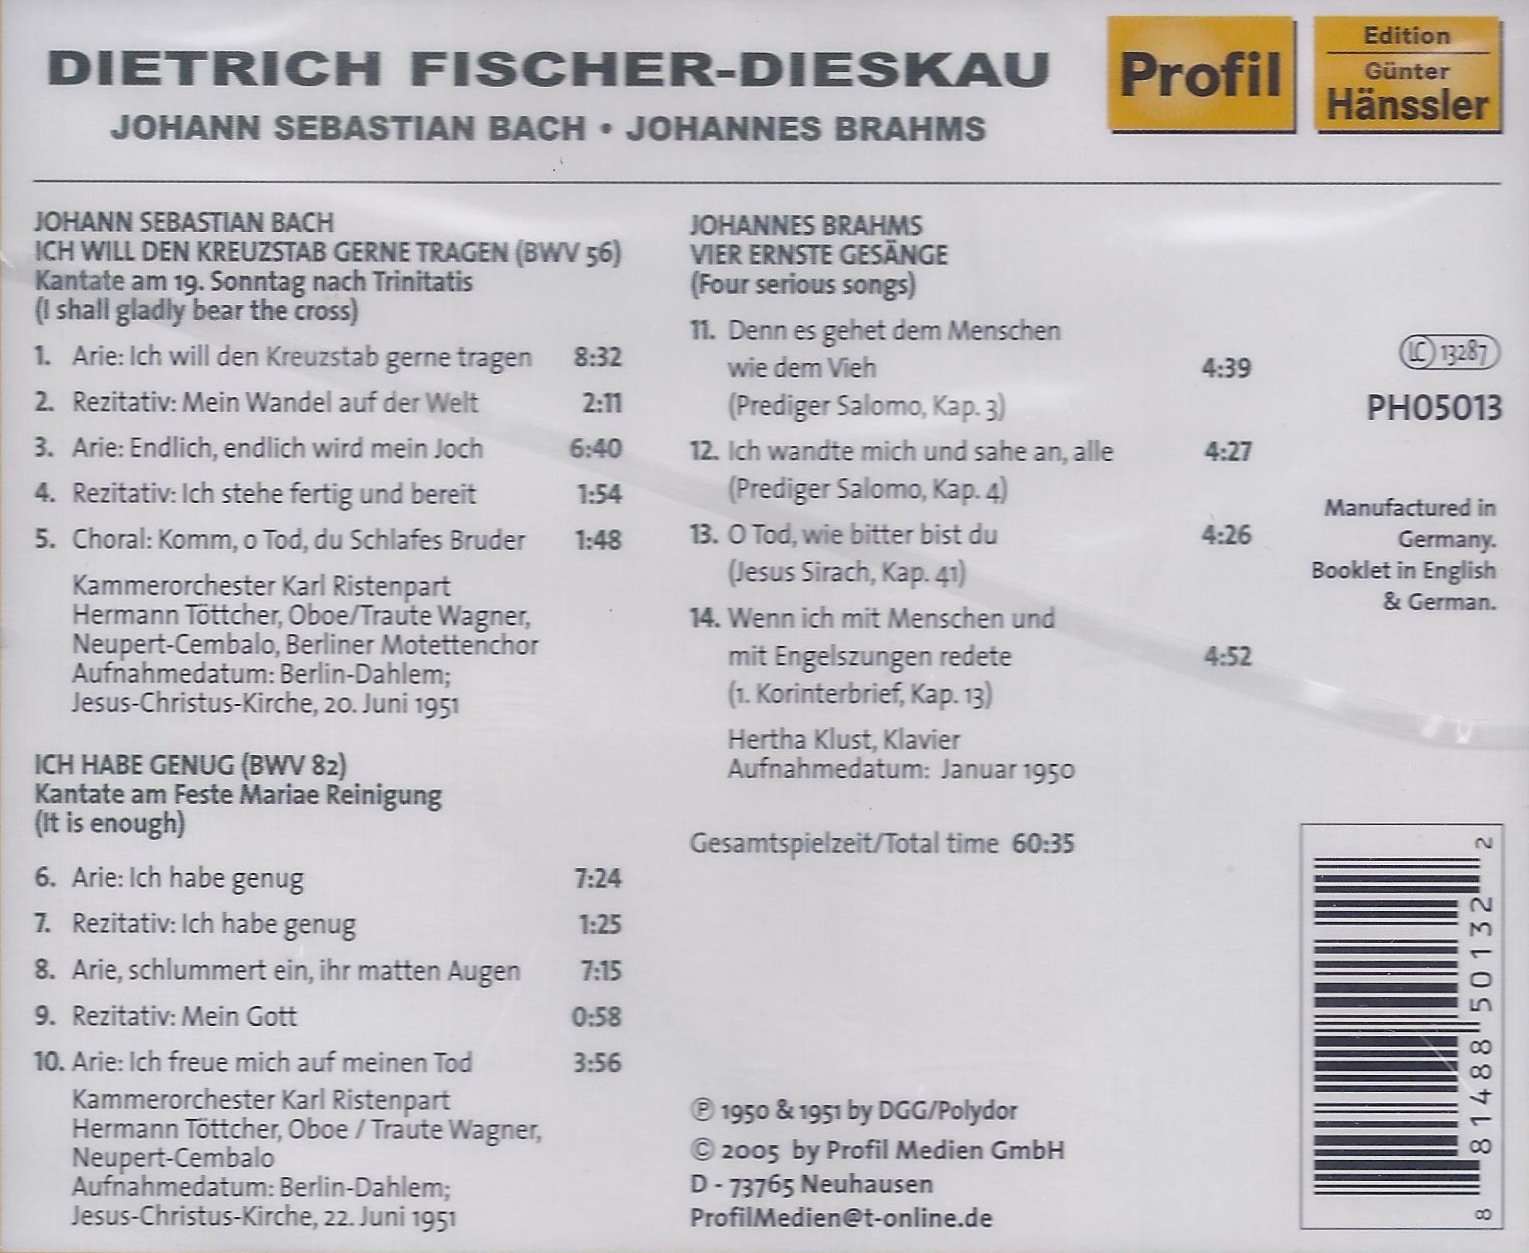 DIETRICH FISCHER-DIESKAU
JOHANN SEBASTIAN BACH • JOHANNES BRAHMS
Profil
Edition
Günter
Hänssler
JOHANN SEBASTIAN BACH
ICH WILL DEN KREUZSTAB GERNE TRAGEN (BWV 56)
Kantate am 19. Sonntag nach Trinitatis
(I shall gladly bear the cross)
1. Arie: Ich will den Kreuzstab gerne tragen 8:32
2. Rezitativ: Mein Wandel auf der Welt 2:11
3. Arie: Endlich, endlich wird mein Joch 6:40
4. Rezitativ: Ich stehe fertig und bereit 1:54
5. Choral: Komm, o Tod, du Schlafes Bruder 1:48
Kammerorchester Karl Ristenpart
Hermann Töttcher, Oboe/Traute Wagner,
Neupert-Cembalo, Berliner Motettenchor
Aufnahmedatum: Berlin-Dahlem;
Jesus-Christus-Kirche, 20. Juni 1951
ICH HABE GENUG (BWV 82)
Kantate am Feste Mariae Reinigung
(It is enough)
6. Arie: Ich habe genug 7:24
7. Rezitativ: Ich habe genug 1:25
8. Arie, schlummert ein, ihr matten Augen 7:15
9. Rezitativ: Mein Gott 0:58
10. Arie: Ich freue mich auf meinen Tod 3:56
Kammerorchester Karl Ristenpart
Hermann Töttcher, Oboe / Traute Wagner,
Neupert-Cembalo
Aufnahmedatum: Berlin-Dahlem;
Jesus-Christus-Kirche, 22. Juni 1951
JOHANNES BRAHMS
VIER ERNSTE GESÄNGE
(Four serious songs)
11. Denn es gehet dem Menschen
wie dem Vieh 4:39
(Prediger Salomo, Kap. 3)
12. Ich wandte mich und sahe an, alle 4:27
(Prediger Salomo, Kap. 4)
13. O Tod, wie bitter bist du 4:26
(Jesus Sirach, Kap. 41)
14. Wenn ich mit Menschen und
mit Engelszungen redete 4:52
(1. Korinterbrief, Kap. 13)
Hertha Klust, Klavier
Aufnahmedatum: Januar 1950
Gesamtspielzeit/Total time 60:35
℗ 1950 & 1951 by DGG/Polydor
© 2005 by Profil Medien GmbH
D - 73765 Neuhausen
ProfilMedien@t-online.de
LC 13287
PH05013
Manufactured in
Germany.
Booklet in English
& German.
8 81488 50132 2